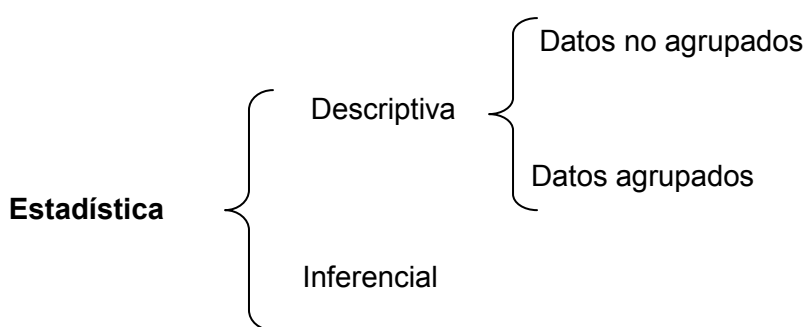 Datos no agrupados
Descriptiva
Datos agrupados
Estadística
Inferencial